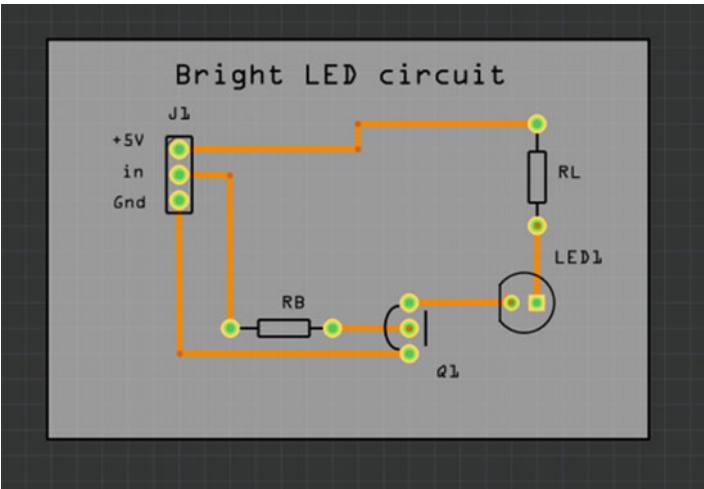 Bright LED circuit
J1
+5V
in
Gnd
RL
LED1
RB
Q1